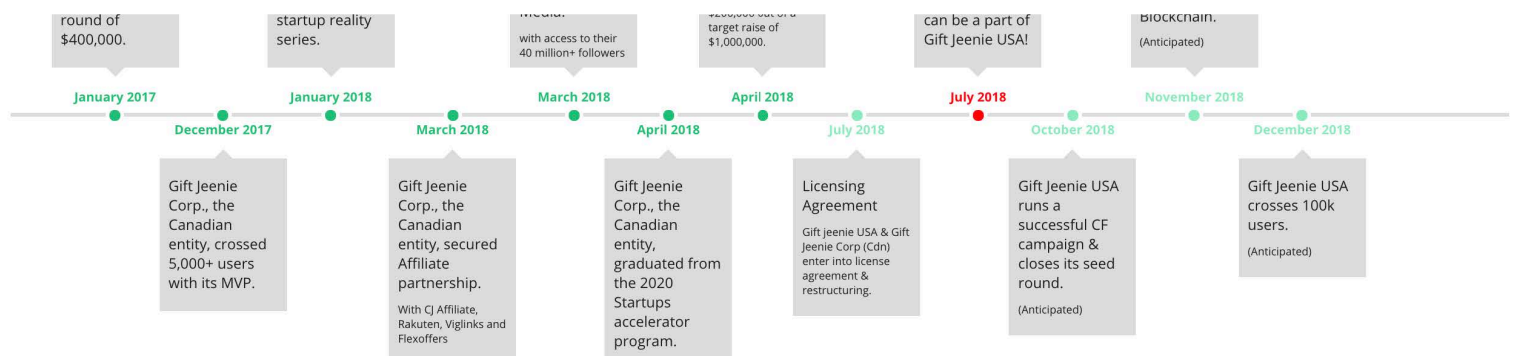 round of
$400,000.
startup reality
series.
Media.
with access to their
40 million+ followers
$200,000 out of a
target raise of
$1,000,000.
can be a part of
Gift Jeenie USA!
Blockchain.
(Anticipated)
January 2017
January 2018
March 2018
April 2018
July 2018
November 2018
December 2017
March 2018
April 2018
July 2018
October 2018
December 2018
Gift Jeenie
Corp., the
Canadian
entity, crossed
5,000+ users
with its MVP.
Gift Jeenie
Corp., the
Canadian
entity, secured
Affiliate
partnership.
With CJ Affiliate,
Rakuten, Viglinks and
Flexoffers
Gift Jeenie
Corp., the
Canadian
entity,
graduated from
the 2020
Startups
accelerator
program.
Licensing
Agreement
Gift jeenie USA & Gift
Jeenie Corp (Cdn)
enter into license
agreement &
restructuring.
Gift Jeenie USA
runs a
successful CF
campaign &
closes its seed
round.
(Anticipated)
Gift Jeenie USA
crosses 100k
users.
(Anticipated)